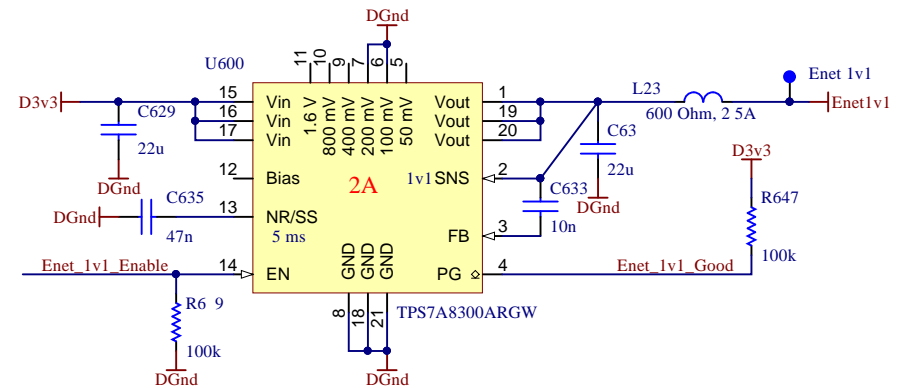 DGnd
U600
11
10
9
7
6
5
D3v3
15
16
17
Vin
Vin
Vin
1.6 V
800 mV
400 mV
200 mV
100 mV
50 mV
Vout
Vout
Vout
1
19
20
L23
600 Ohm, 2 5A
Enet 1v1
Enet1v1
C629
22u
DGnd
C63
22u
DGnd
D3v3
12
Bias
2A
1v1 SNS
2
C633
10n
R647
100k
DGnd
C635
47n
13
NR/SS
5 ms
FB
3
Enet_1v1_Enable
14
EN
GND
GND
GND
PG
4
Enet_1v1_Good
R6 9
100k
DGnd
8
18
21
TPS7A8300ARGW
DGnd